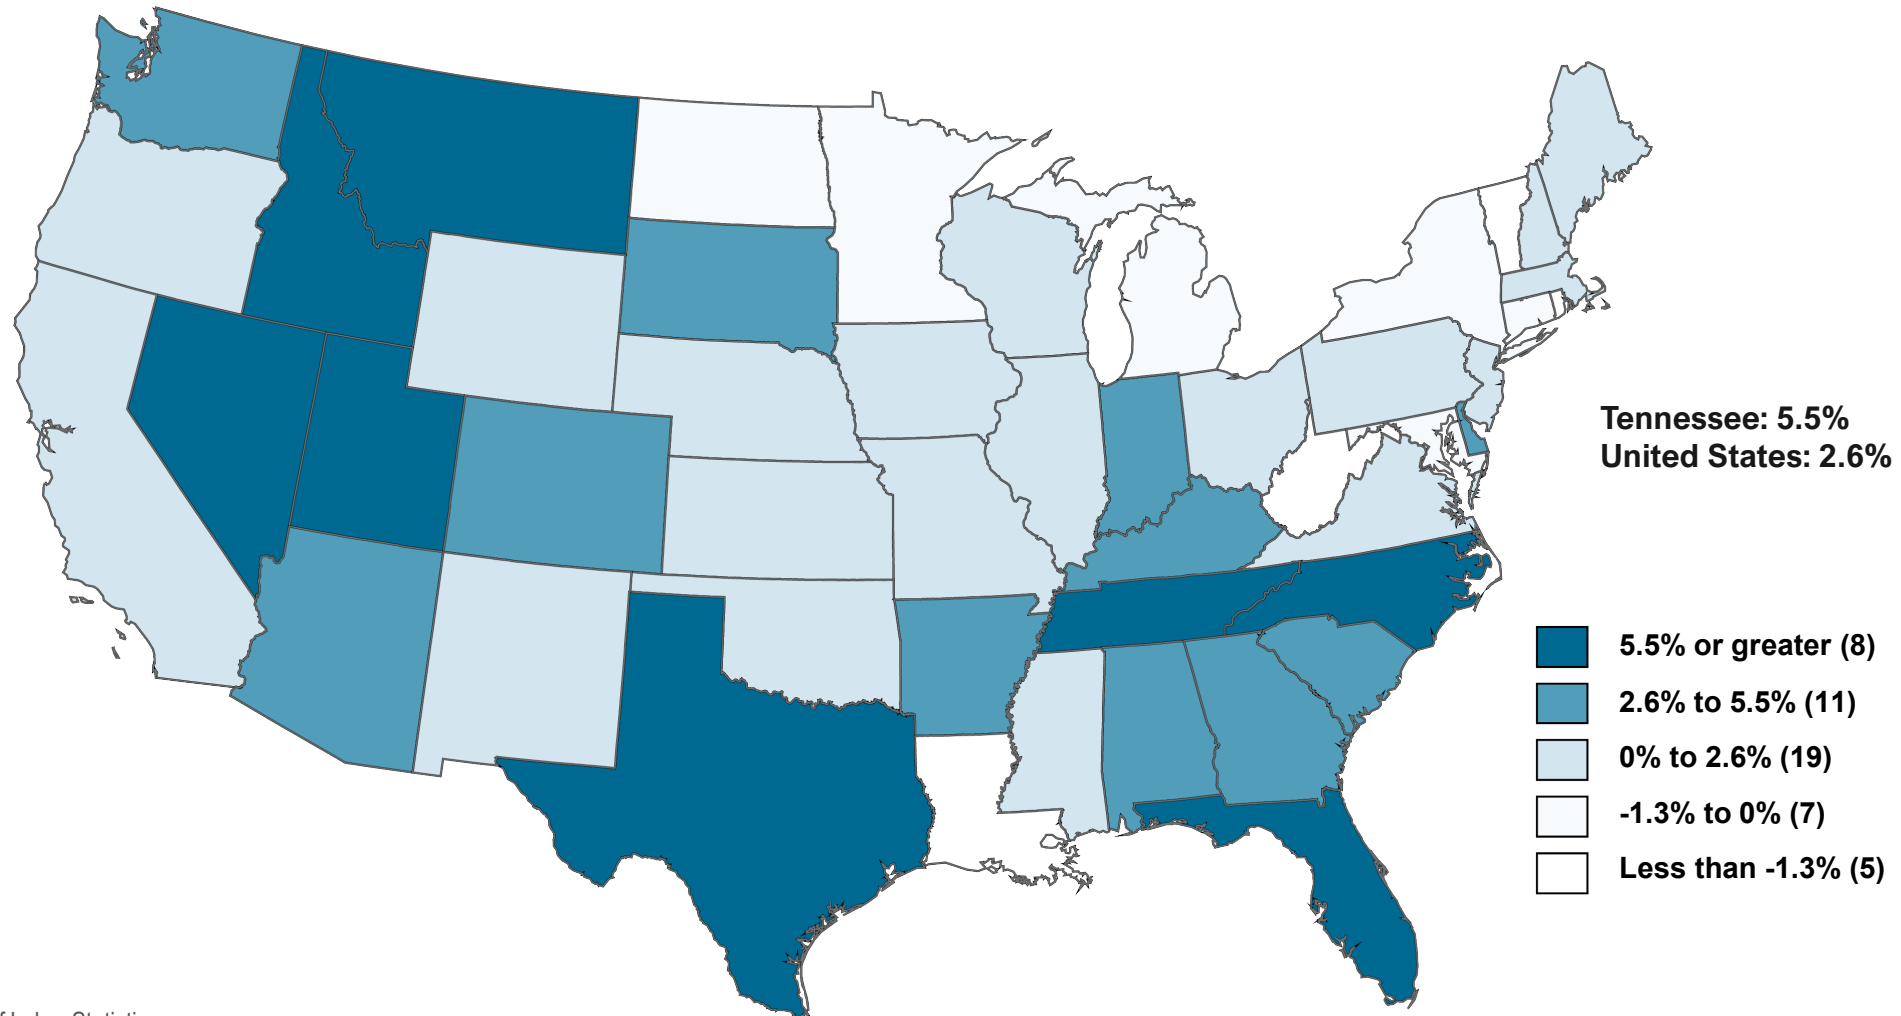 Tennessee: 5.5%
United States: 2.6%
5.5% or greater (8)
2.6% to 5.5% (11)
0% to 2.6% (19)
-1.3% to 0% (7)
Less than -1.3% (5)